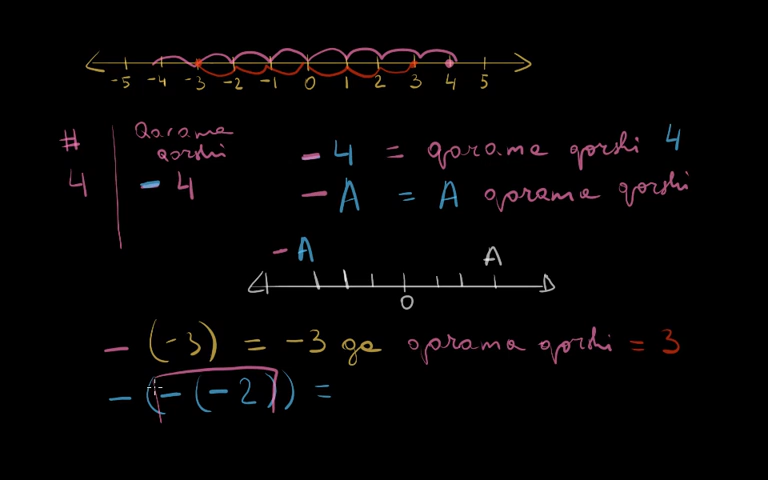 -5 -4 -3 -2 -1 0 1 2 3 4 5
# Qarama qarshi
4 -4
-4 = qarama qarshi 4
-A = A qarama qarshi
-A A
0
-(-3) = -3 ga qarama qarshi = 3
-(-(-2)) =